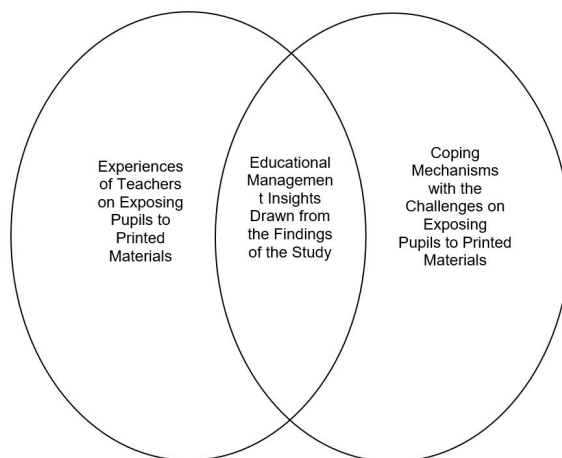 Experiences
of Teachers
on Exposing
Pupils to
Printed
Materials
Educational
Managemen
t Insights
Drawn from
the Findings
of the Study
Coping
Mechanisms
with the
Challenges on
Exposing
Pupils to Printed
Materials